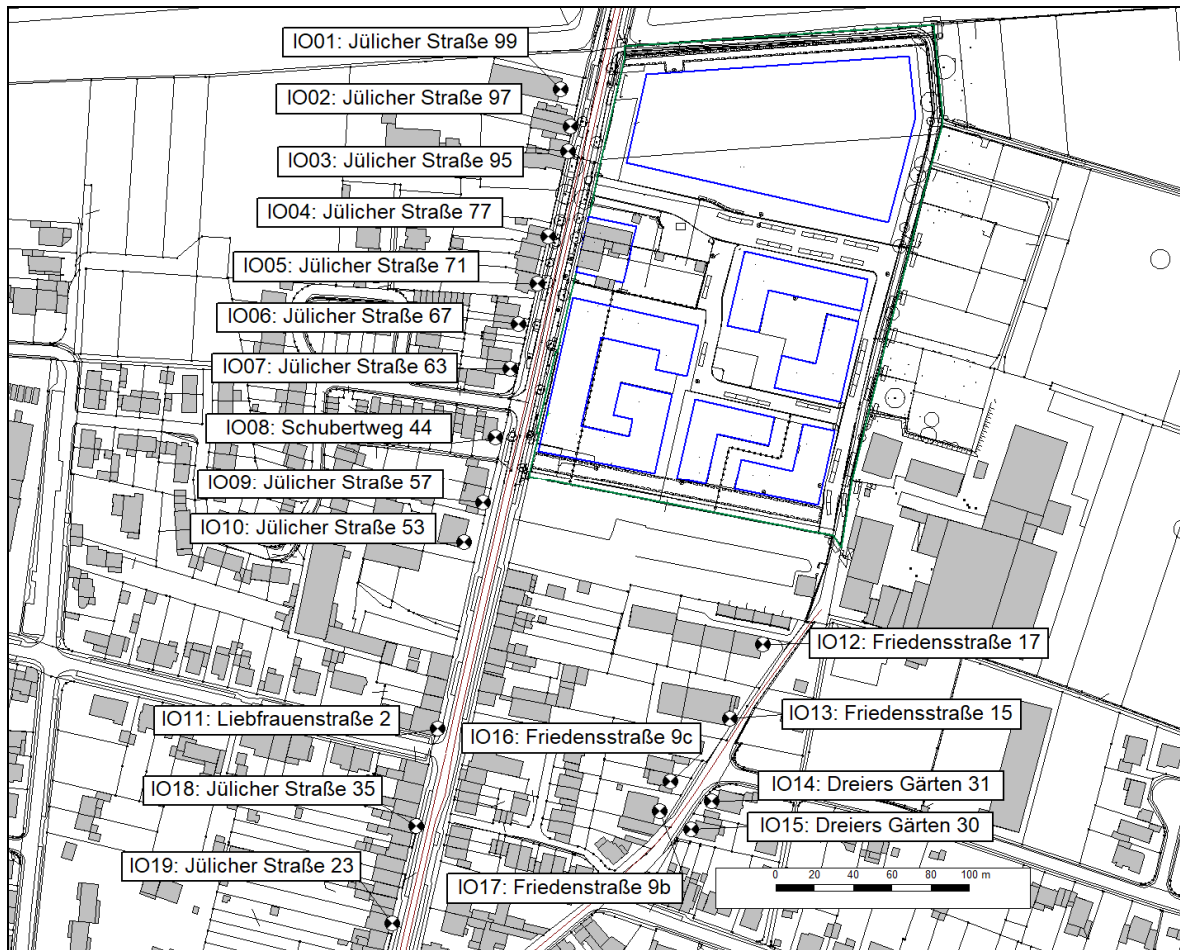 IO01: Jülicher Straße 99
IO02: Jülicher Straße 97
IO03: Jülicher Straße 95
IO04: Jülicher Straße 77
IO05: Jülicher Straße 71
IO06: Jülicher Straße 67
IO07: Jülicher Straße 63
IO08: Schubertweg 44
IO09: Jülicher Straße 57
IO10: Jülicher Straße 53
IO12: Friedensstraße 17
IO11: Liebfrauenstraße 2
IO16: Friedensstraße 9c
IO13: Friedensstraße 15
IO18: Jülicher Straße 35
IO14: Dreiers Gärten 31
IO15: Dreiers Gärten 30
IO19: Jülicher Straße 23
IO17: Friedenstraße 9b
0 20 40 60 80 100 m